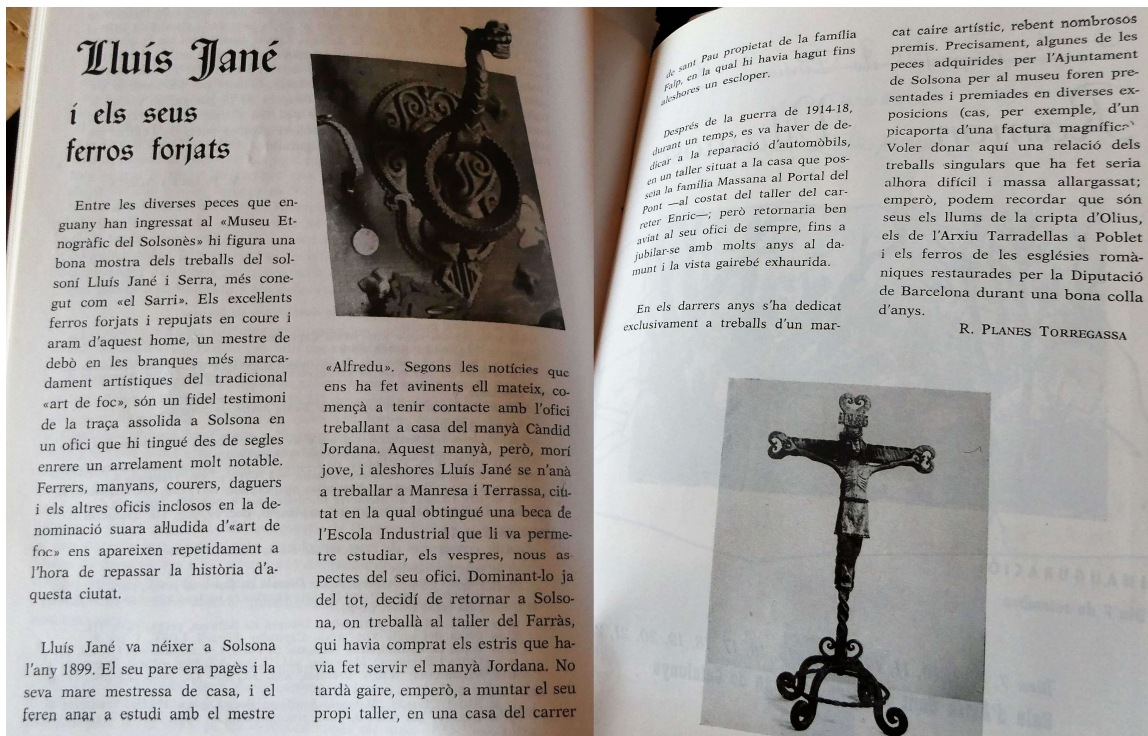 Lluís Jané
i els seus
ferros forjats
Entre les diverses peces que en-
guany han ingressat al «Museu Et-
nogràfic del Solsonès» hi figura una
bona mostra dels treballs del sol-
soní Lluís Jané i Serra, més cone-
gut com «el Sarri». Els excel·lents
ferros forjats i repujats en coure i
aram d'aquest home, un mestre de
debò en les branques més marca-
dament artístiques del tradicional
«art de foc», són un fidel testimoni
de la traça assolida a Solsona en
un ofici que hi tingué des de segles
enrere un arrelament molt notable.
Ferrers, manyans, courers, daguers
i els altres oficis inclosos en la de-
nominació suara al·ludida d'«art de
foc» ens apareixen repetidament a
l'hora de repassar la història d'a-
questa ciutat.
Lluís Jané va néixer a Solsona
l'any 1899. El seu pare era pagès i la
seva mare mestressa de casa, i el
feren anar a estudi amb el mestre
«Alfredu». Segons les notícies que
ens ha fet avinents ell mateix, co-
mençà a tenir contacte amb l'ofici
treballant a casa del manyà Càndid
Jordana. Aquest manyà, però, morí
jove, i aleshores Lluís Jané se n'anà
a treballar a Manresa i Terrassa, ciu-
tat en la qual obtingué una beca de
l'Escola Industrial que li va perme-
tre estudiar, els vespres, nous as-
pectes del seu ofici. Dominant-lo ja
del tot, decidí de retornar a Solso-
na, on treballà al taller del Farràs,
qui havia comprat els estris que ha-
via fet servir el manyà Jordana. No
tardà gaire, emperò, a muntar el seu
propi taller, en una casa del carrer
de sant Pau propietat de la família
Falp, en la qual hi havia hagut fins
aleshores un escloper.
Després de la guerra de 1914-18,
durant un temps, es va haver de de-
dicar a la reparació d'automòbils,
en un taller situat a la casa que pos-
seïa la família Massana al Portal del
Pont —al costat del taller del car-
reter Enric—; però retornaria ben
aviat al seu ofici de sempre, fins a
jubilar-se amb molts anys al da-
munt i la vista gairebé exhaurida.
En els darrers anys s'ha dedicat
exclusivament a treballs d'un mar-
cat caire artístic, rebent nombrosos
premis. Precisament, algunes de les
peces adquirides per l'Ajuntament
de Solsona per al museu foren pre-
sentades i premiades en diverses ex-
posicions (cas, per exemple, d'un
picaporta d'una factura magnífica)
Voler donar aquí una relació dels
treballs singulars que ha fet seria
alhora difícil i massa allargassat;
emperò, podem recordar que són
seus els llums de la cripta d'Olius,
els de l'Arxiu Tarradellas a Poblet
i els ferros de les esglésies romà-
niques restaurades per la Diputació
de Barcelona durant una bona colla
d'anys.
R. PLANES TORREGASSA